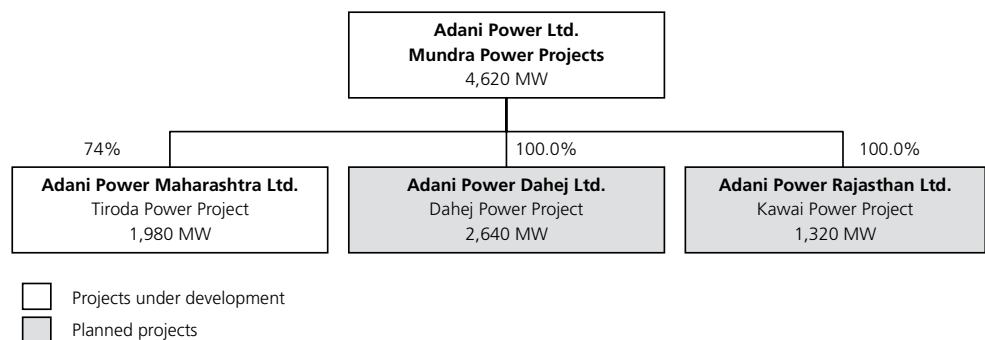 Adani Power Ltd.
Mundra Power Projects
4,620 MW
74%
100.0%
100.0%
Adani Power Maharashtra Ltd.
Tiroda Power Project
1,980 MW
Adani Power Dahej Ltd.
Dahej Power Project
2,640 MW
Adani Power Rajasthan Ltd.
Kawai Power Project
1,320 MW
Projects under development
Planned projects